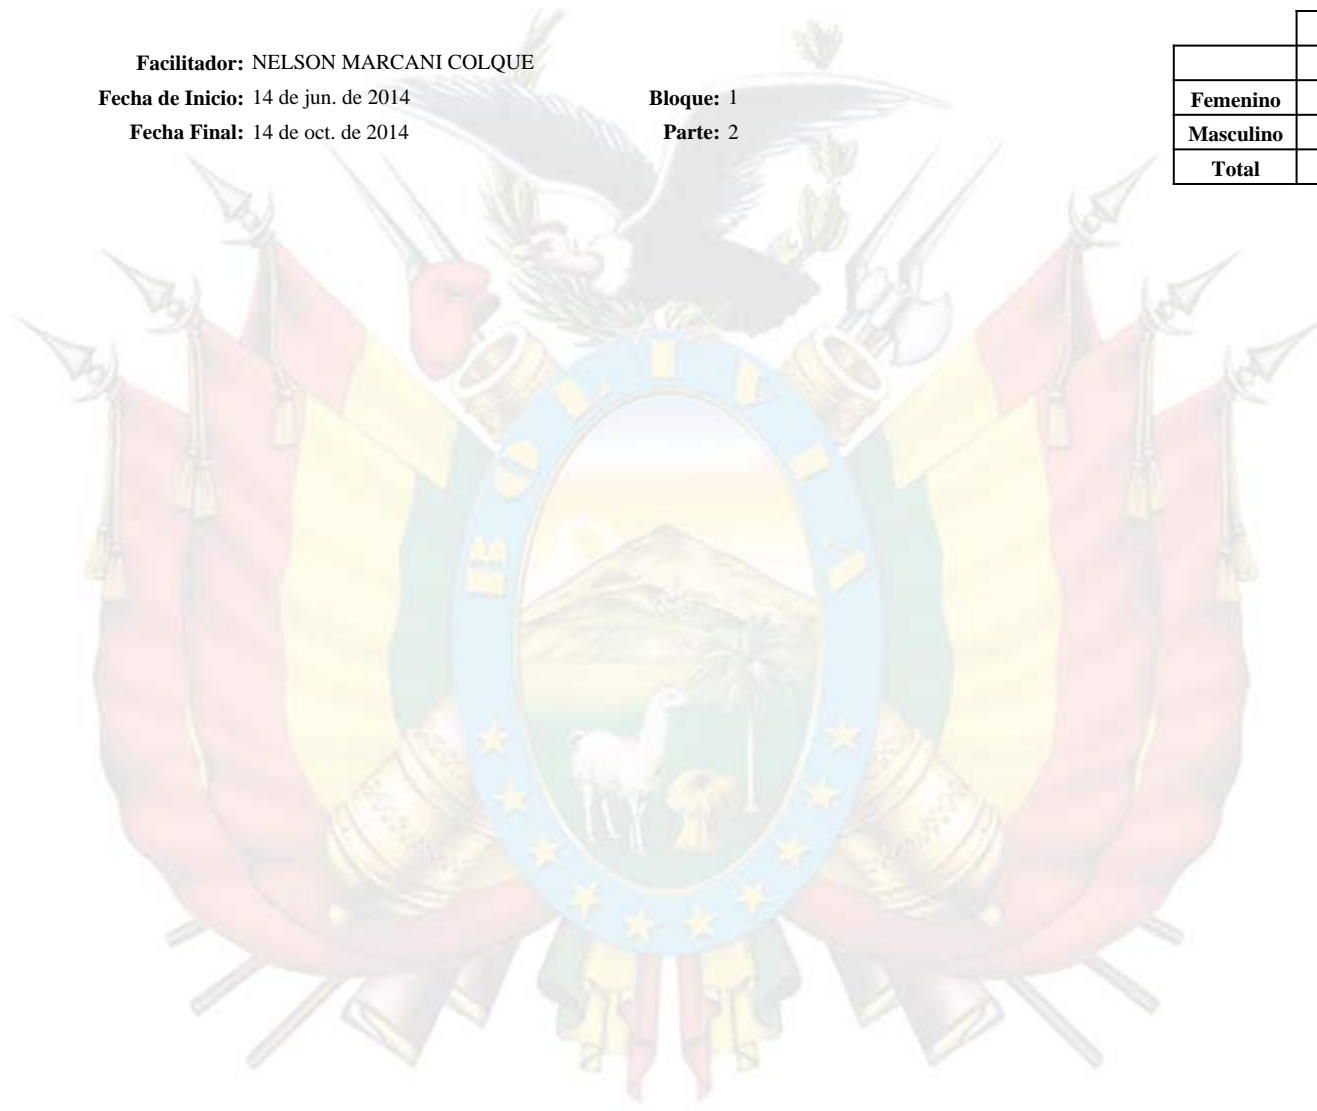 Facilitador: NELSON MARCANI COLQUE
Fecha de Inicio: 14 de jun. de 2014 Bloque: 1
Fecha Final: 14 de oct. de 2014 Parte: 2
Femenino
Masculino
Total
BOLIVIA